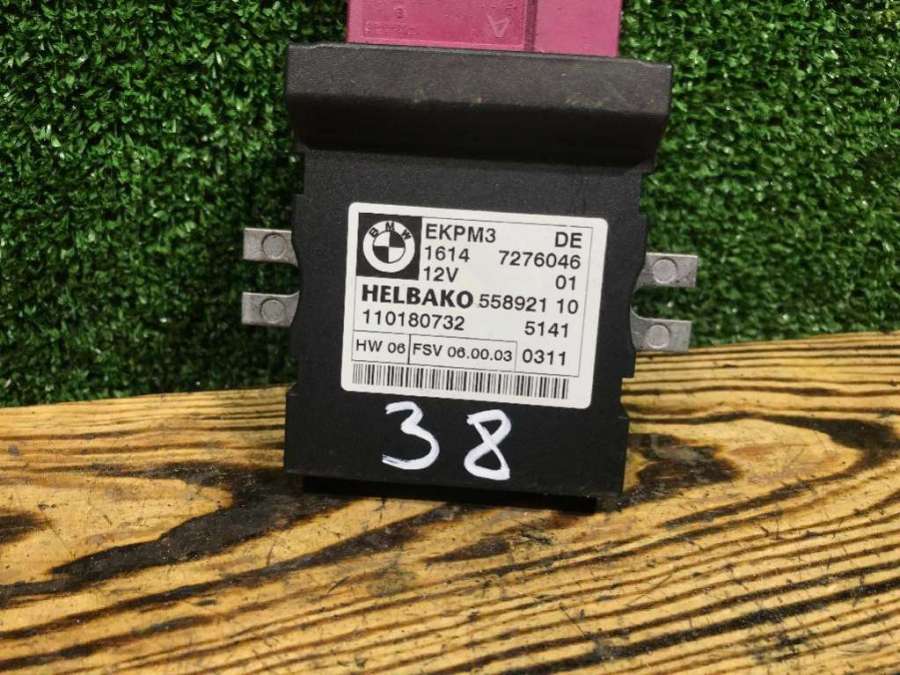 A
BMW
EKPM3 DE
1614 7276046
12V 01
HELBAKO 558921 10
110180732 5141
HW 06 FSV 06.00.03 0311
38